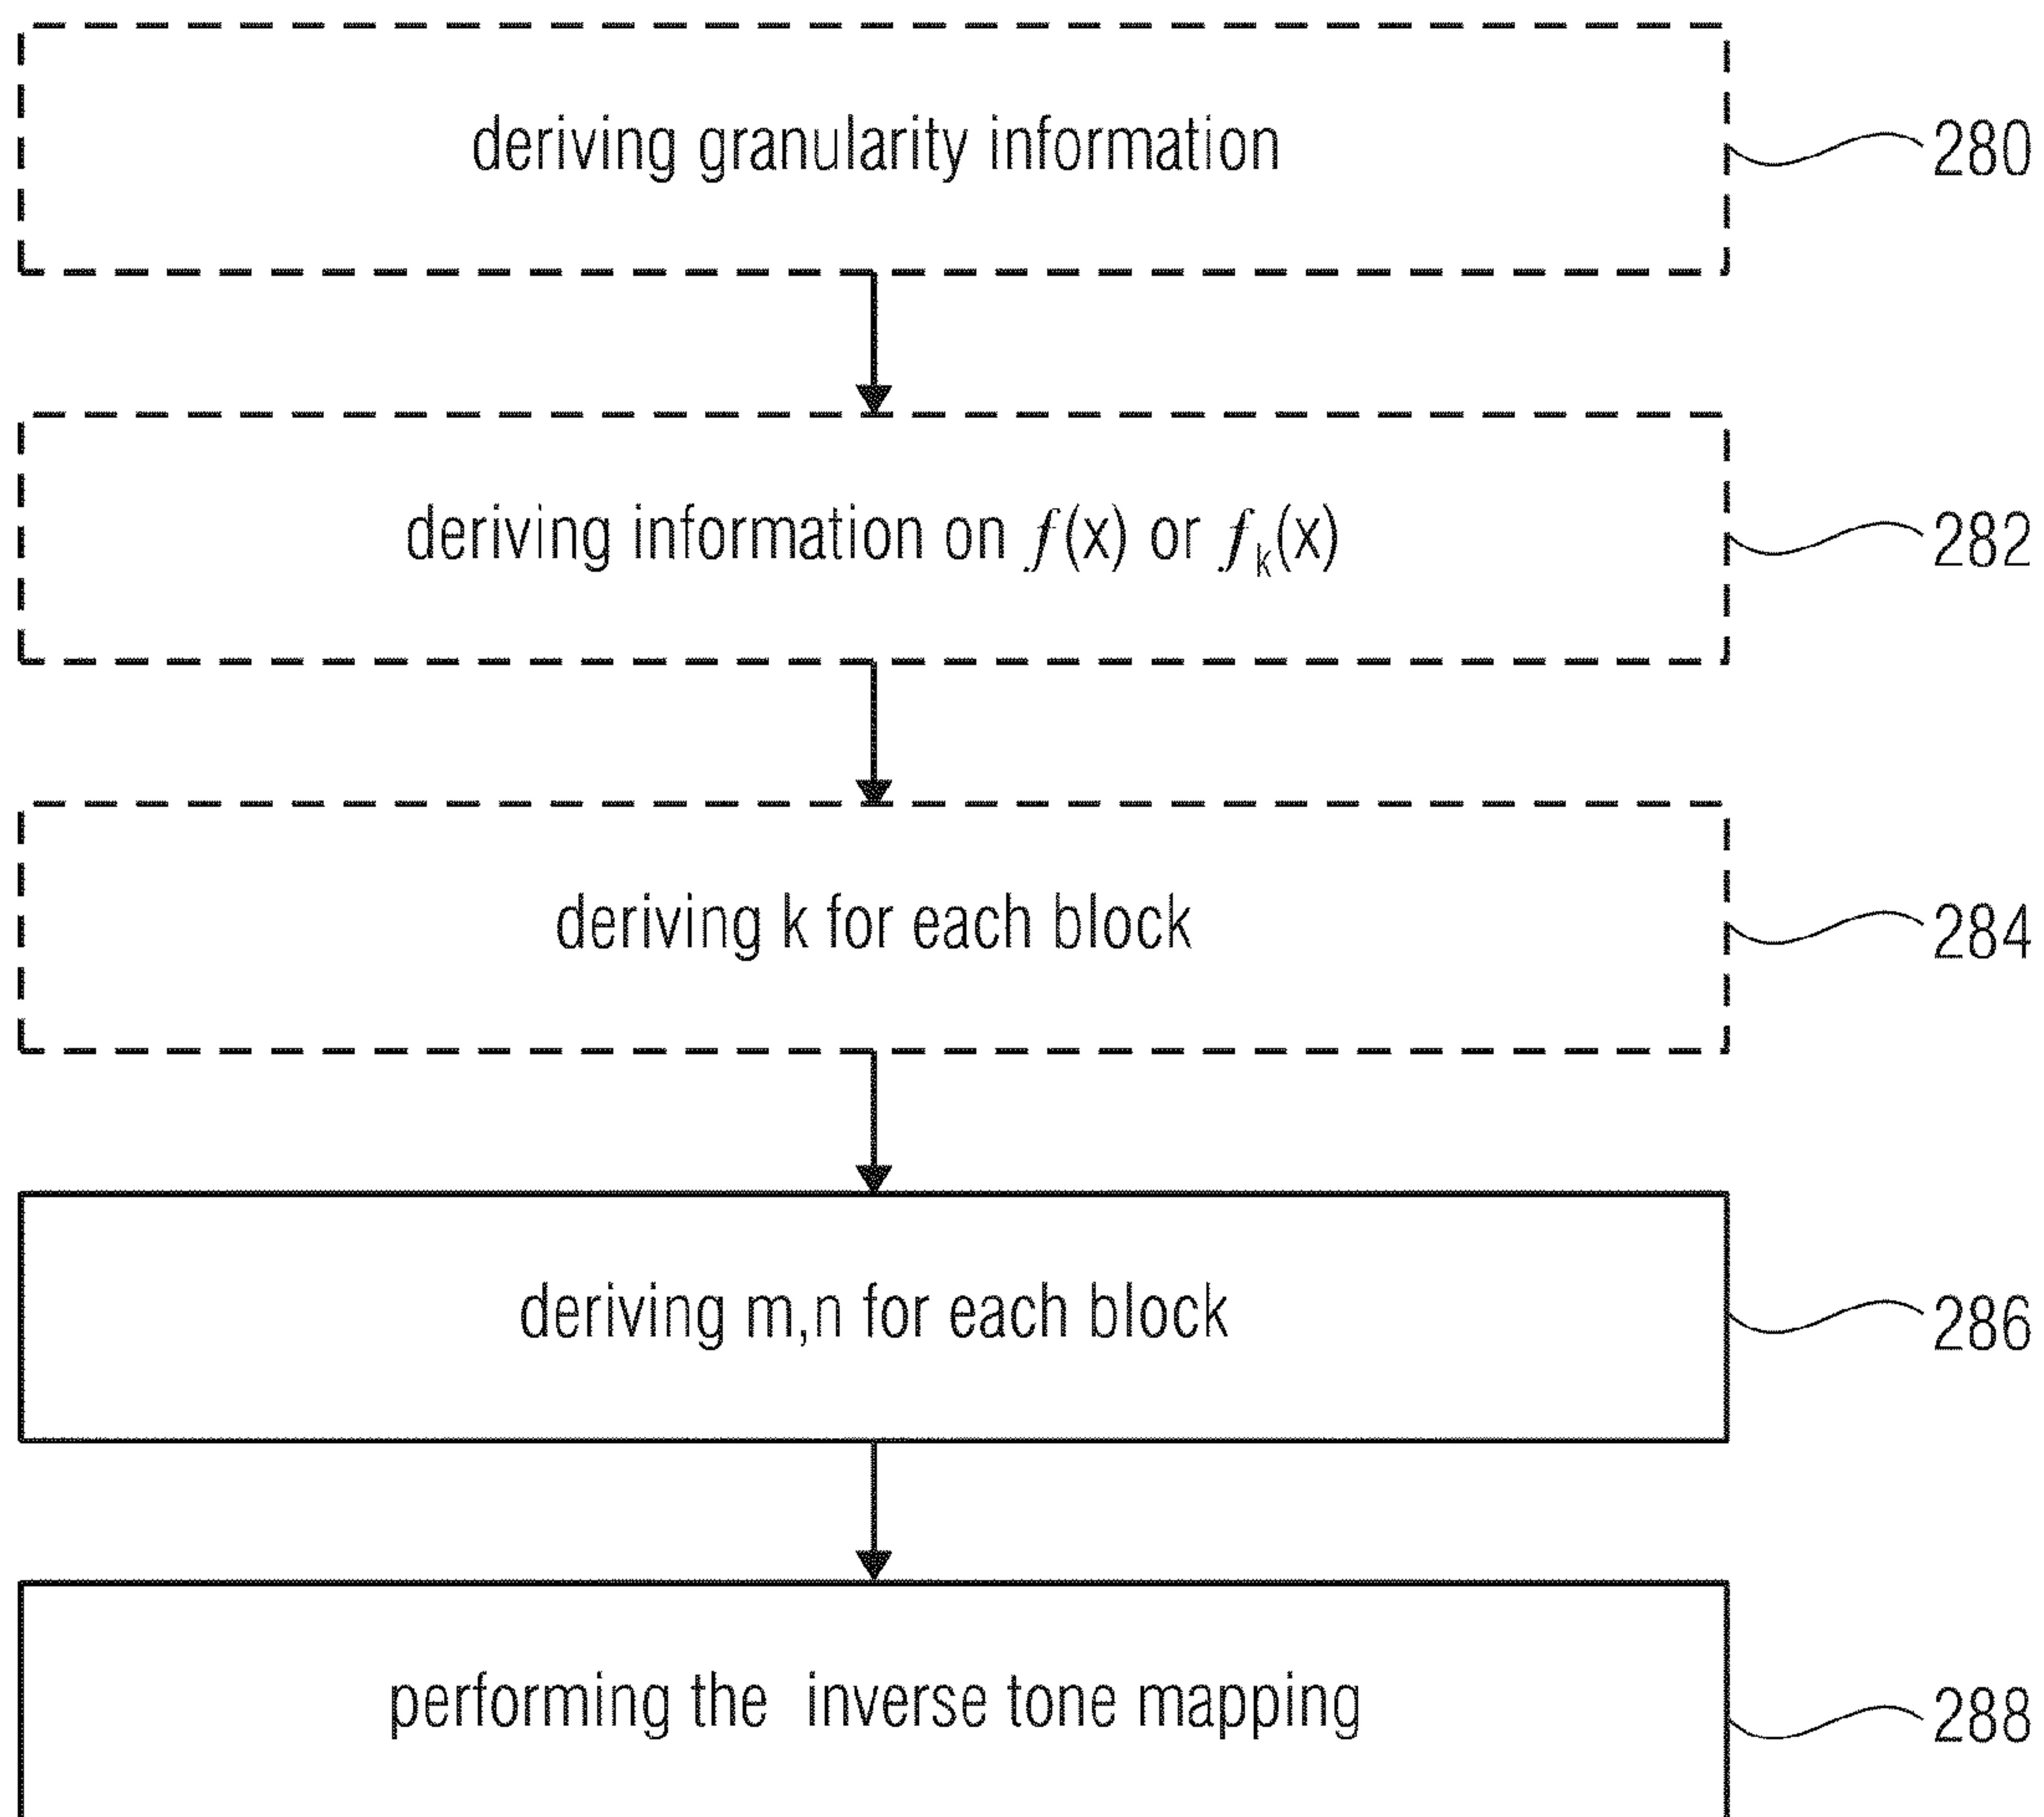 deriving granularity information 280
deriving information on f(x) or fₖ(x) 282
deriving k for each block 284
deriving m,n for each block 286
performing the inverse tone mapping 288